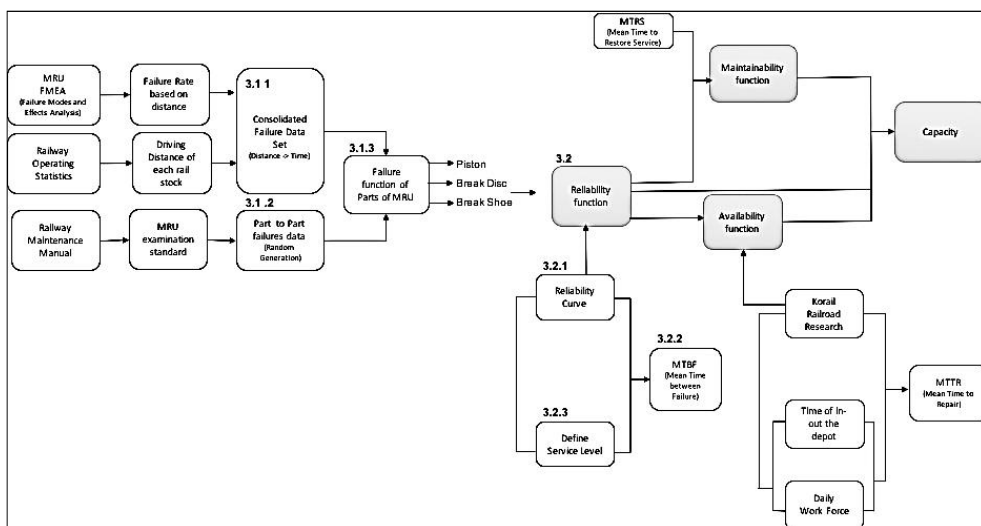 MTRS
(Mean Time to
Restore Service)
Maintainability
function
Capacity
MRU
FMEA
(Failure Modes and
Effects Analysis)
Failure Rate
based on
distance
3.1 1
Consolidated
Failure Data
Set
(Distance -> Time)
Railway
Operating
Statistics
Driving
Distance of
each rail
stock
3.1.3
Failure
function of
Parts of MRU
Piston
Break Disc
Break Shoe
3.2
Reliability
function
Availability
function
Railway
Maintenance
Manual
MRU
examination
standard
3.1 .2
Part to Part
failures data
(Random
Generation)
3.2.1
Reliability
Curve
3.2.2
MTBF
(Mean Time
between
Failure)
3.2.3
Define
Service Level
Korail
Railroad
Research
MTTR
(Mean Time to
Repair)
Time of in-
out the
depot
Daily
Work Force